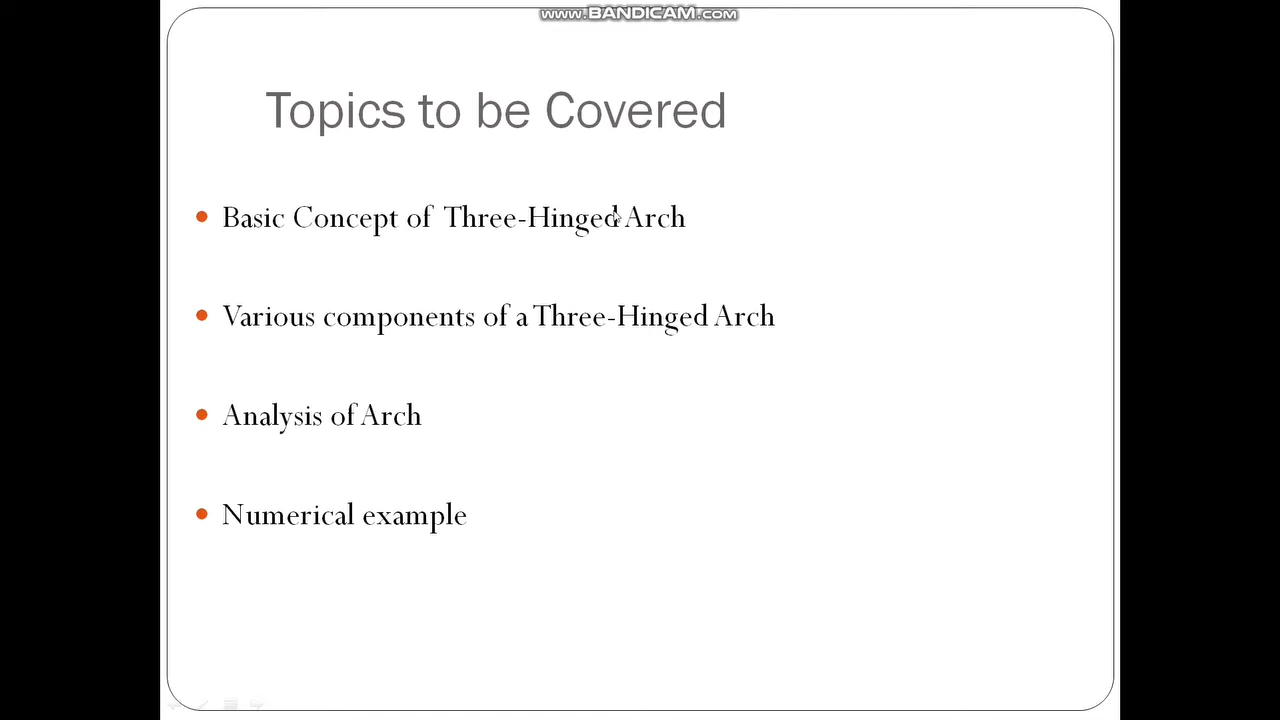 www.BANDICAM.com
Topics to be Covered
• Basic Concept of Three-Hinged Arch
• Various components of a Three-Hinged Arch
• Analysis of Arch
• Numerical example